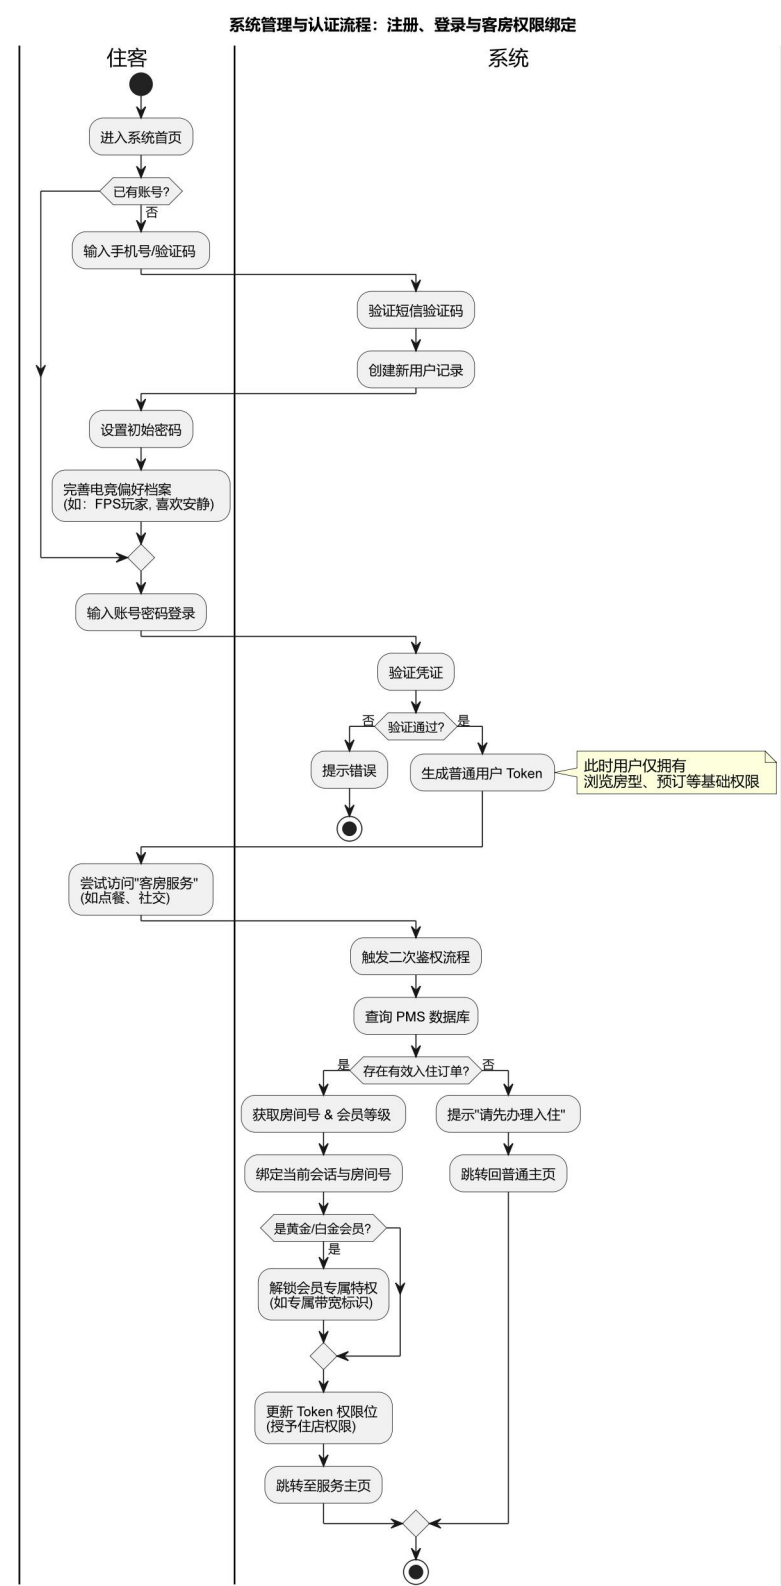 系统管理与认证流程：注册、登录与客房权限绑定
住客
系统
进入系统首页
已有账号?
否
输入手机号/验证码
验证短信验证码
创建新用户记录
设置初始密码
完善电竞偏好档案
(如：FPS玩家, 喜欢安静)
输入账号密码登录
验证凭证
否
验证通过?
是
提示错误
生成普通用户 Token
此时用户仅拥有
浏览房型、预订等基础权限
尝试访问"客房服务"
(如点餐、社交)
触发二次鉴权流程
查询 PMS 数据库
是
存在有效入住订单?
否
获取房间号 & 会员等级
提示"请先办理入住"
绑定当前会话与房间号
跳转回普通主页
是黄金/白金会员?
是
解锁会员专属特权
(如专属带宽标识)
更新 Token 权限位
(授予住店权限)
跳转至服务主页